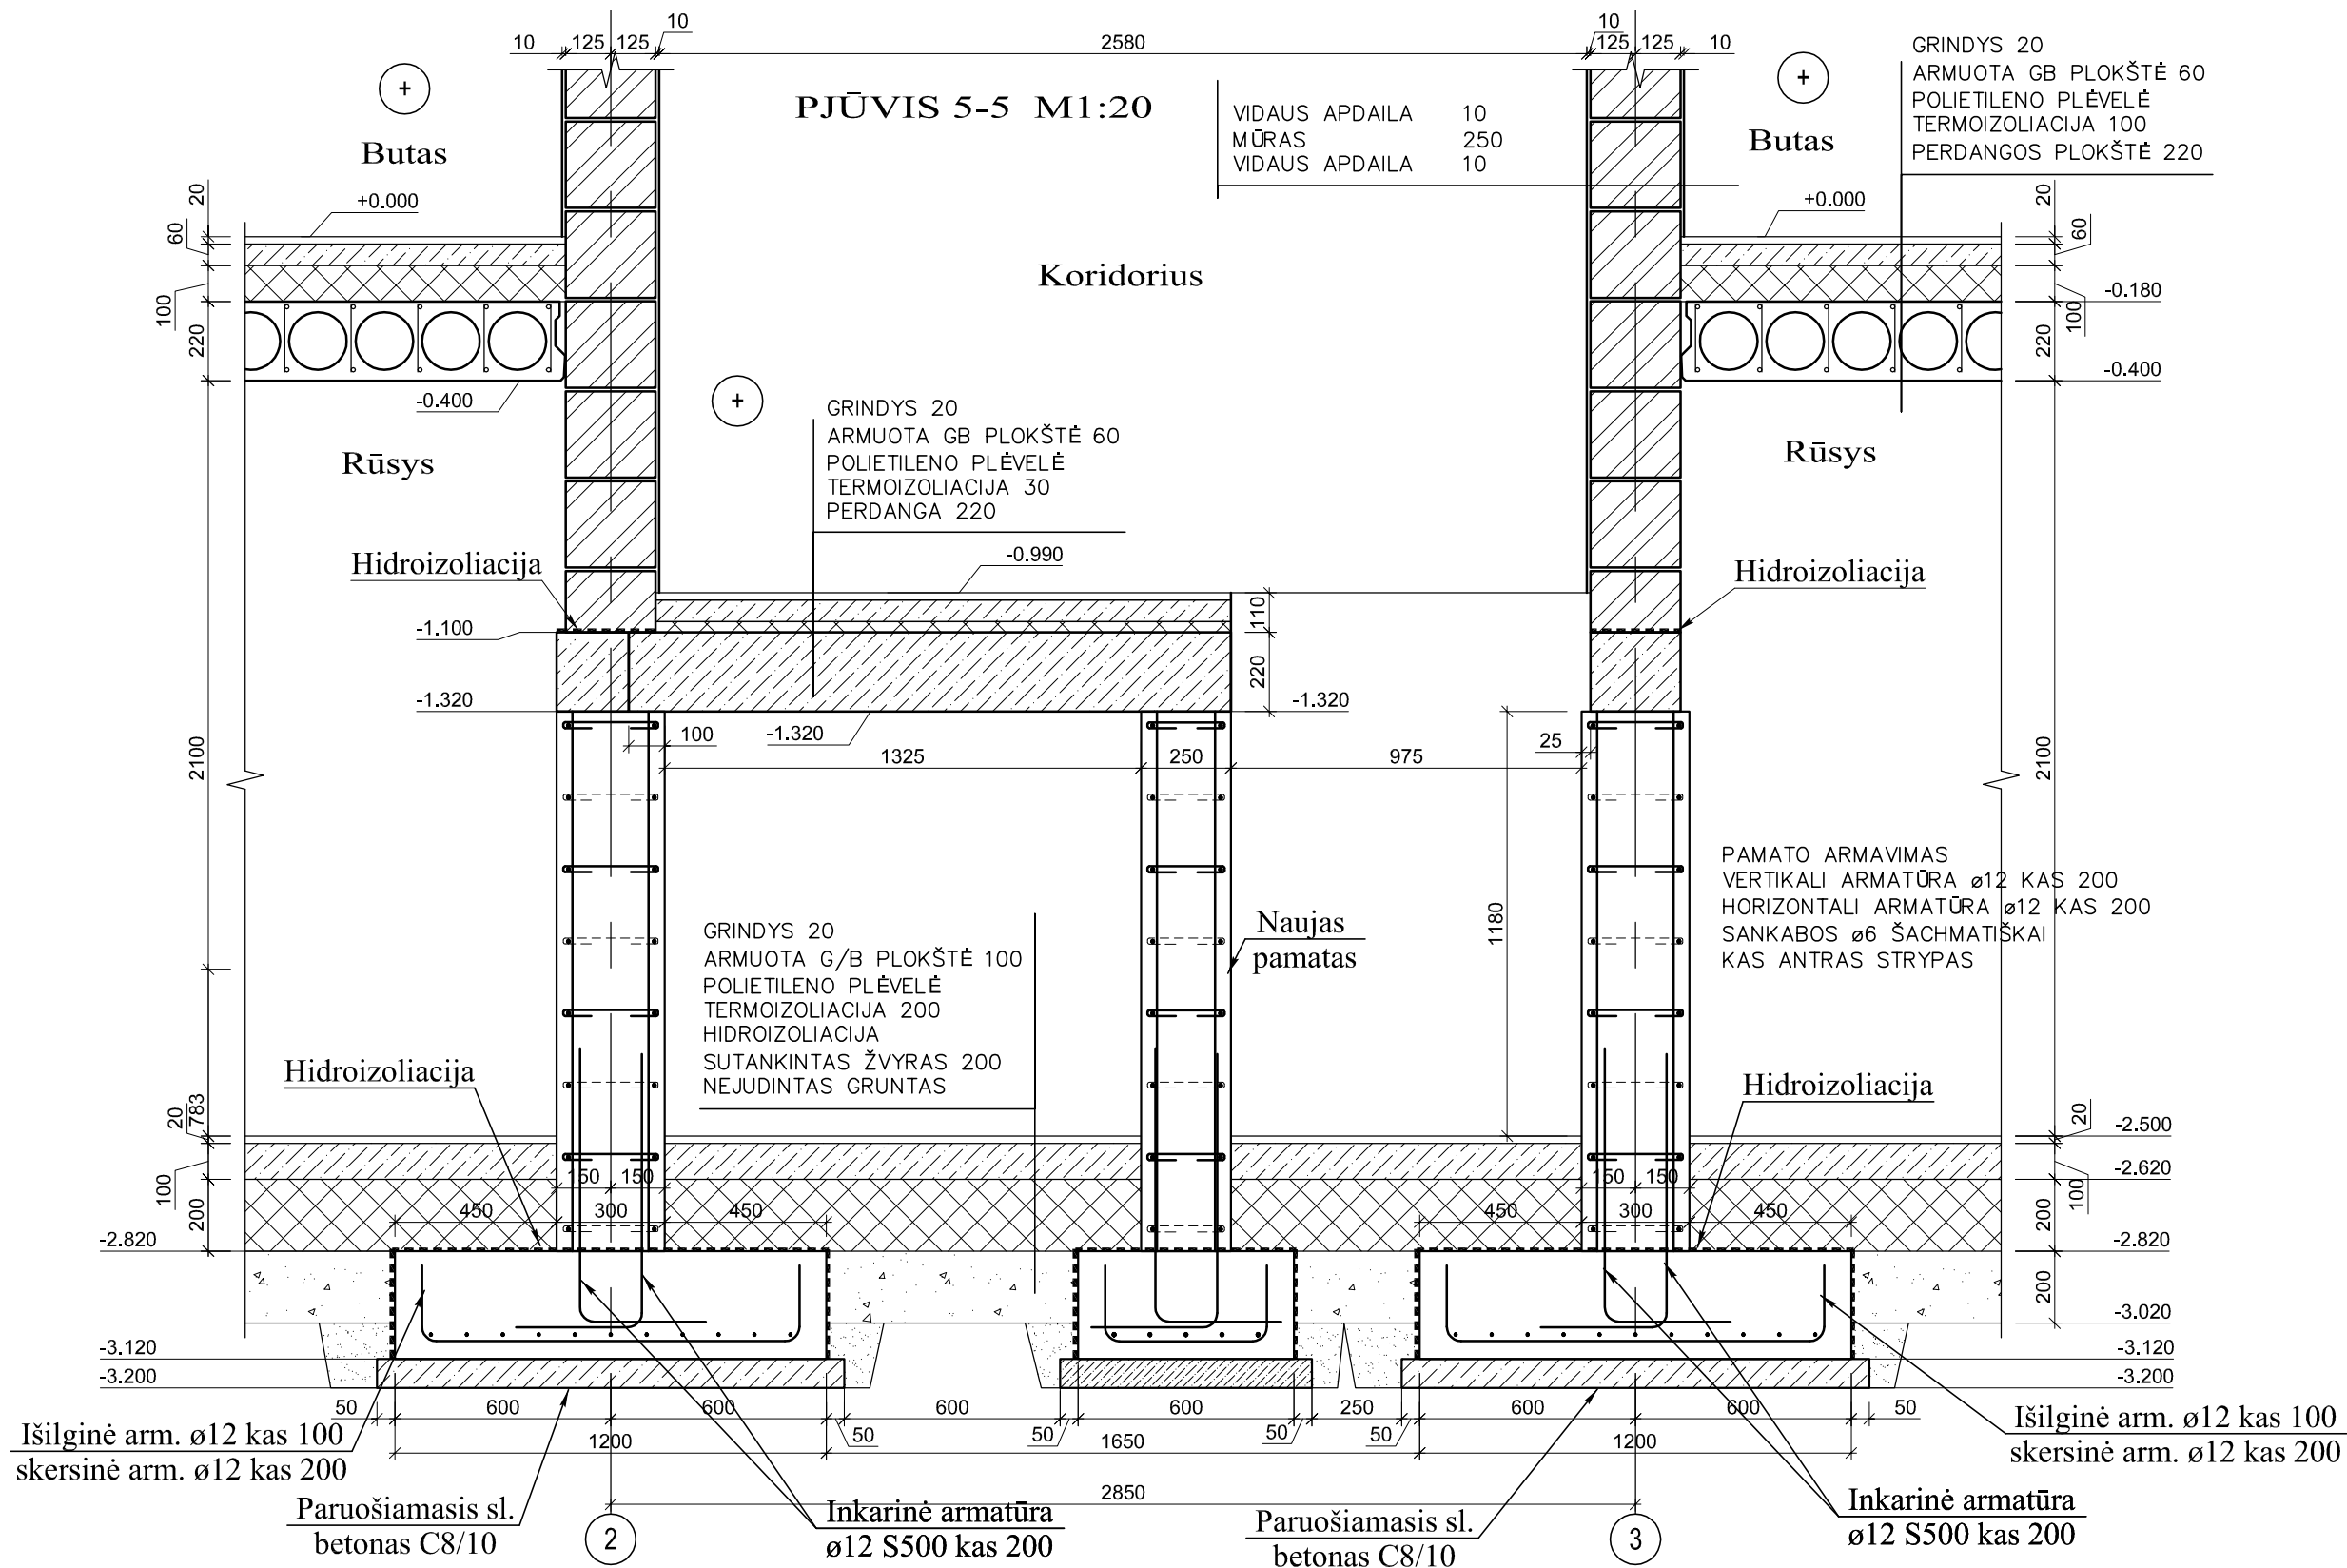 10
125
125
10
2580
10
125
125
10
PJŪVIS 5-5 M1:20
+
Butas
VIDAUS APDAILA 10
MŪRAS 250
VIDAUS APDAILA 10
+
Butas
GRINDYS 20
ARMUOTA GB PLOKŠTĖ 60
POLIETILENO PLĖVELĖ
TERMOIZOLIACIJA 100
PERDANGOS PLOKŠTĖ 220
20
60
100
220
+0.000
-0.400
Koridorius
+0.000
20
60
-0.180
100
220
-0.400
Rūsys
+
GRINDYS 20
ARMUOTA GB PLOKŠTĖ 60
POLIETILENO PLĖVELĖ
TERMOIZOLIACIJA 30
PERDANGA 220
Rūsys
Hidroizoliacija
-0.990
Hidroizoliacija
-1.100
110
220
-1.320
-1.320
-1.320
100
25
2100
1325
250
975
2100
1180
PAMATO ARMAVIMAS
VERTIKALI ARMATŪRA ø12 KAS 200
HORIZONTALI ARMATŪRA ø12 KAS 200
SANKABOS ø6 ŠACHMATIŠKAI
KAS ANTRAS STRYPAS
Naujas
pamatas
GRINDYS 20
ARMUOTA G/B PLOKŠTĖ 100
POLIETILENO PLĖVELĖ
TERMOIZOLIACIJA 200
HIDROIZOLIACIJA
SUTANKINTAS ŽVYRAS 200
NEJUDINTAS GRUNTAS
Hidroizoliacija
Hidroizoliacija
20
783
100
200
20
-2.500
-2.620
100
200
150
150
450
300
450
150
150
450
300
450
-2.820
-2.820
200
-3.020
-3.120
-3.200
-3.120
-3.200
50
600
600
50
600
50
600
50
250
50
600
600
50
1200
1650
1200
Išilginė arm. ø12 kas 100
skersinė arm. ø12 kas 200
Išilginė arm. ø12 kas 100
skersinė arm. ø12 kas 200
2850
Paruošiamasis sl.
betonas C8/10
2
Inkarinė armatūra
ø12 S500 kas 200
Paruošiamasis sl.
betonas C8/10
3
Inkarinė armatūra
ø12 S500 kas 200